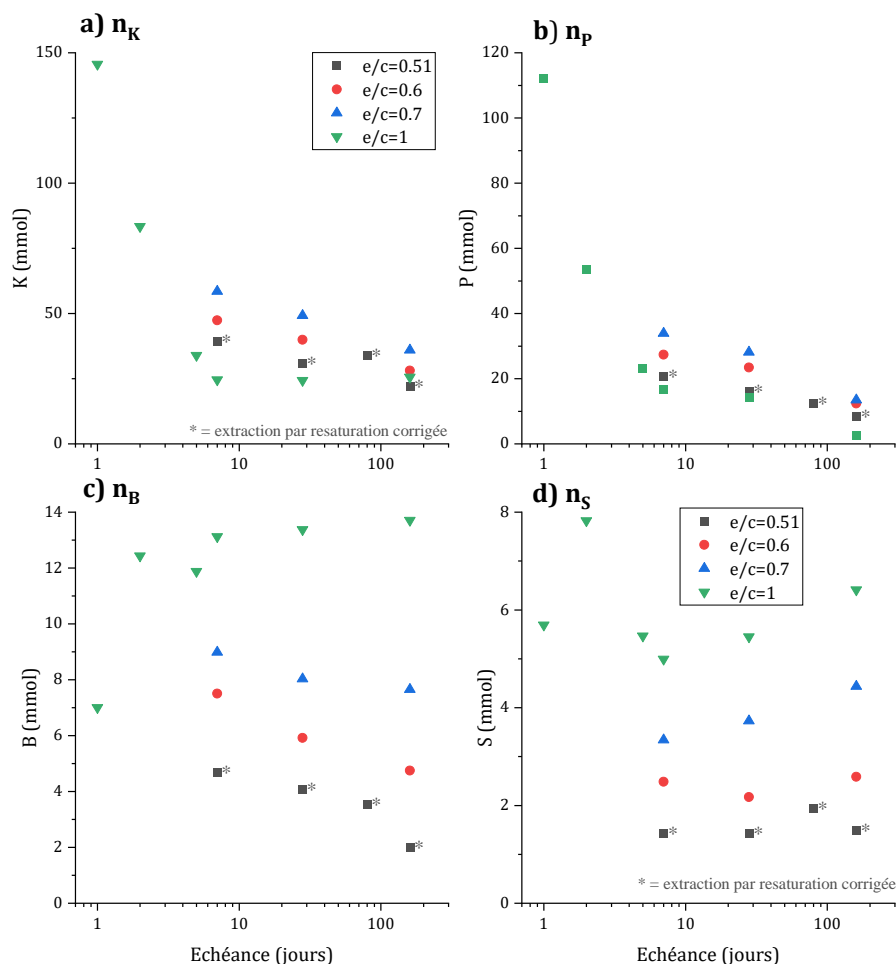 a) nK
150
100
50
0
K (mmol)
1
10
100
e/c=0.51
e/c=0.6
e/c=0.7
e/c=1
*
*
*
*
* = extraction par resaturation corrigée
b) nP
120
100
80
60
40
20
0
P (mmol)
1
10
100
*
*
*
*
c) nB
14
12
10
8
6
4
2
0
B (mmol)
*
*
*
*
1
10
100
Echéance (jours)
d) nS
8
6
4
2
0
S (mmol)
e/c=0.51
e/c=0.6
e/c=0.7
e/c=1
*
*
*
*
* = extraction par resaturation corrigée
1
10
100
Echéance (jours)